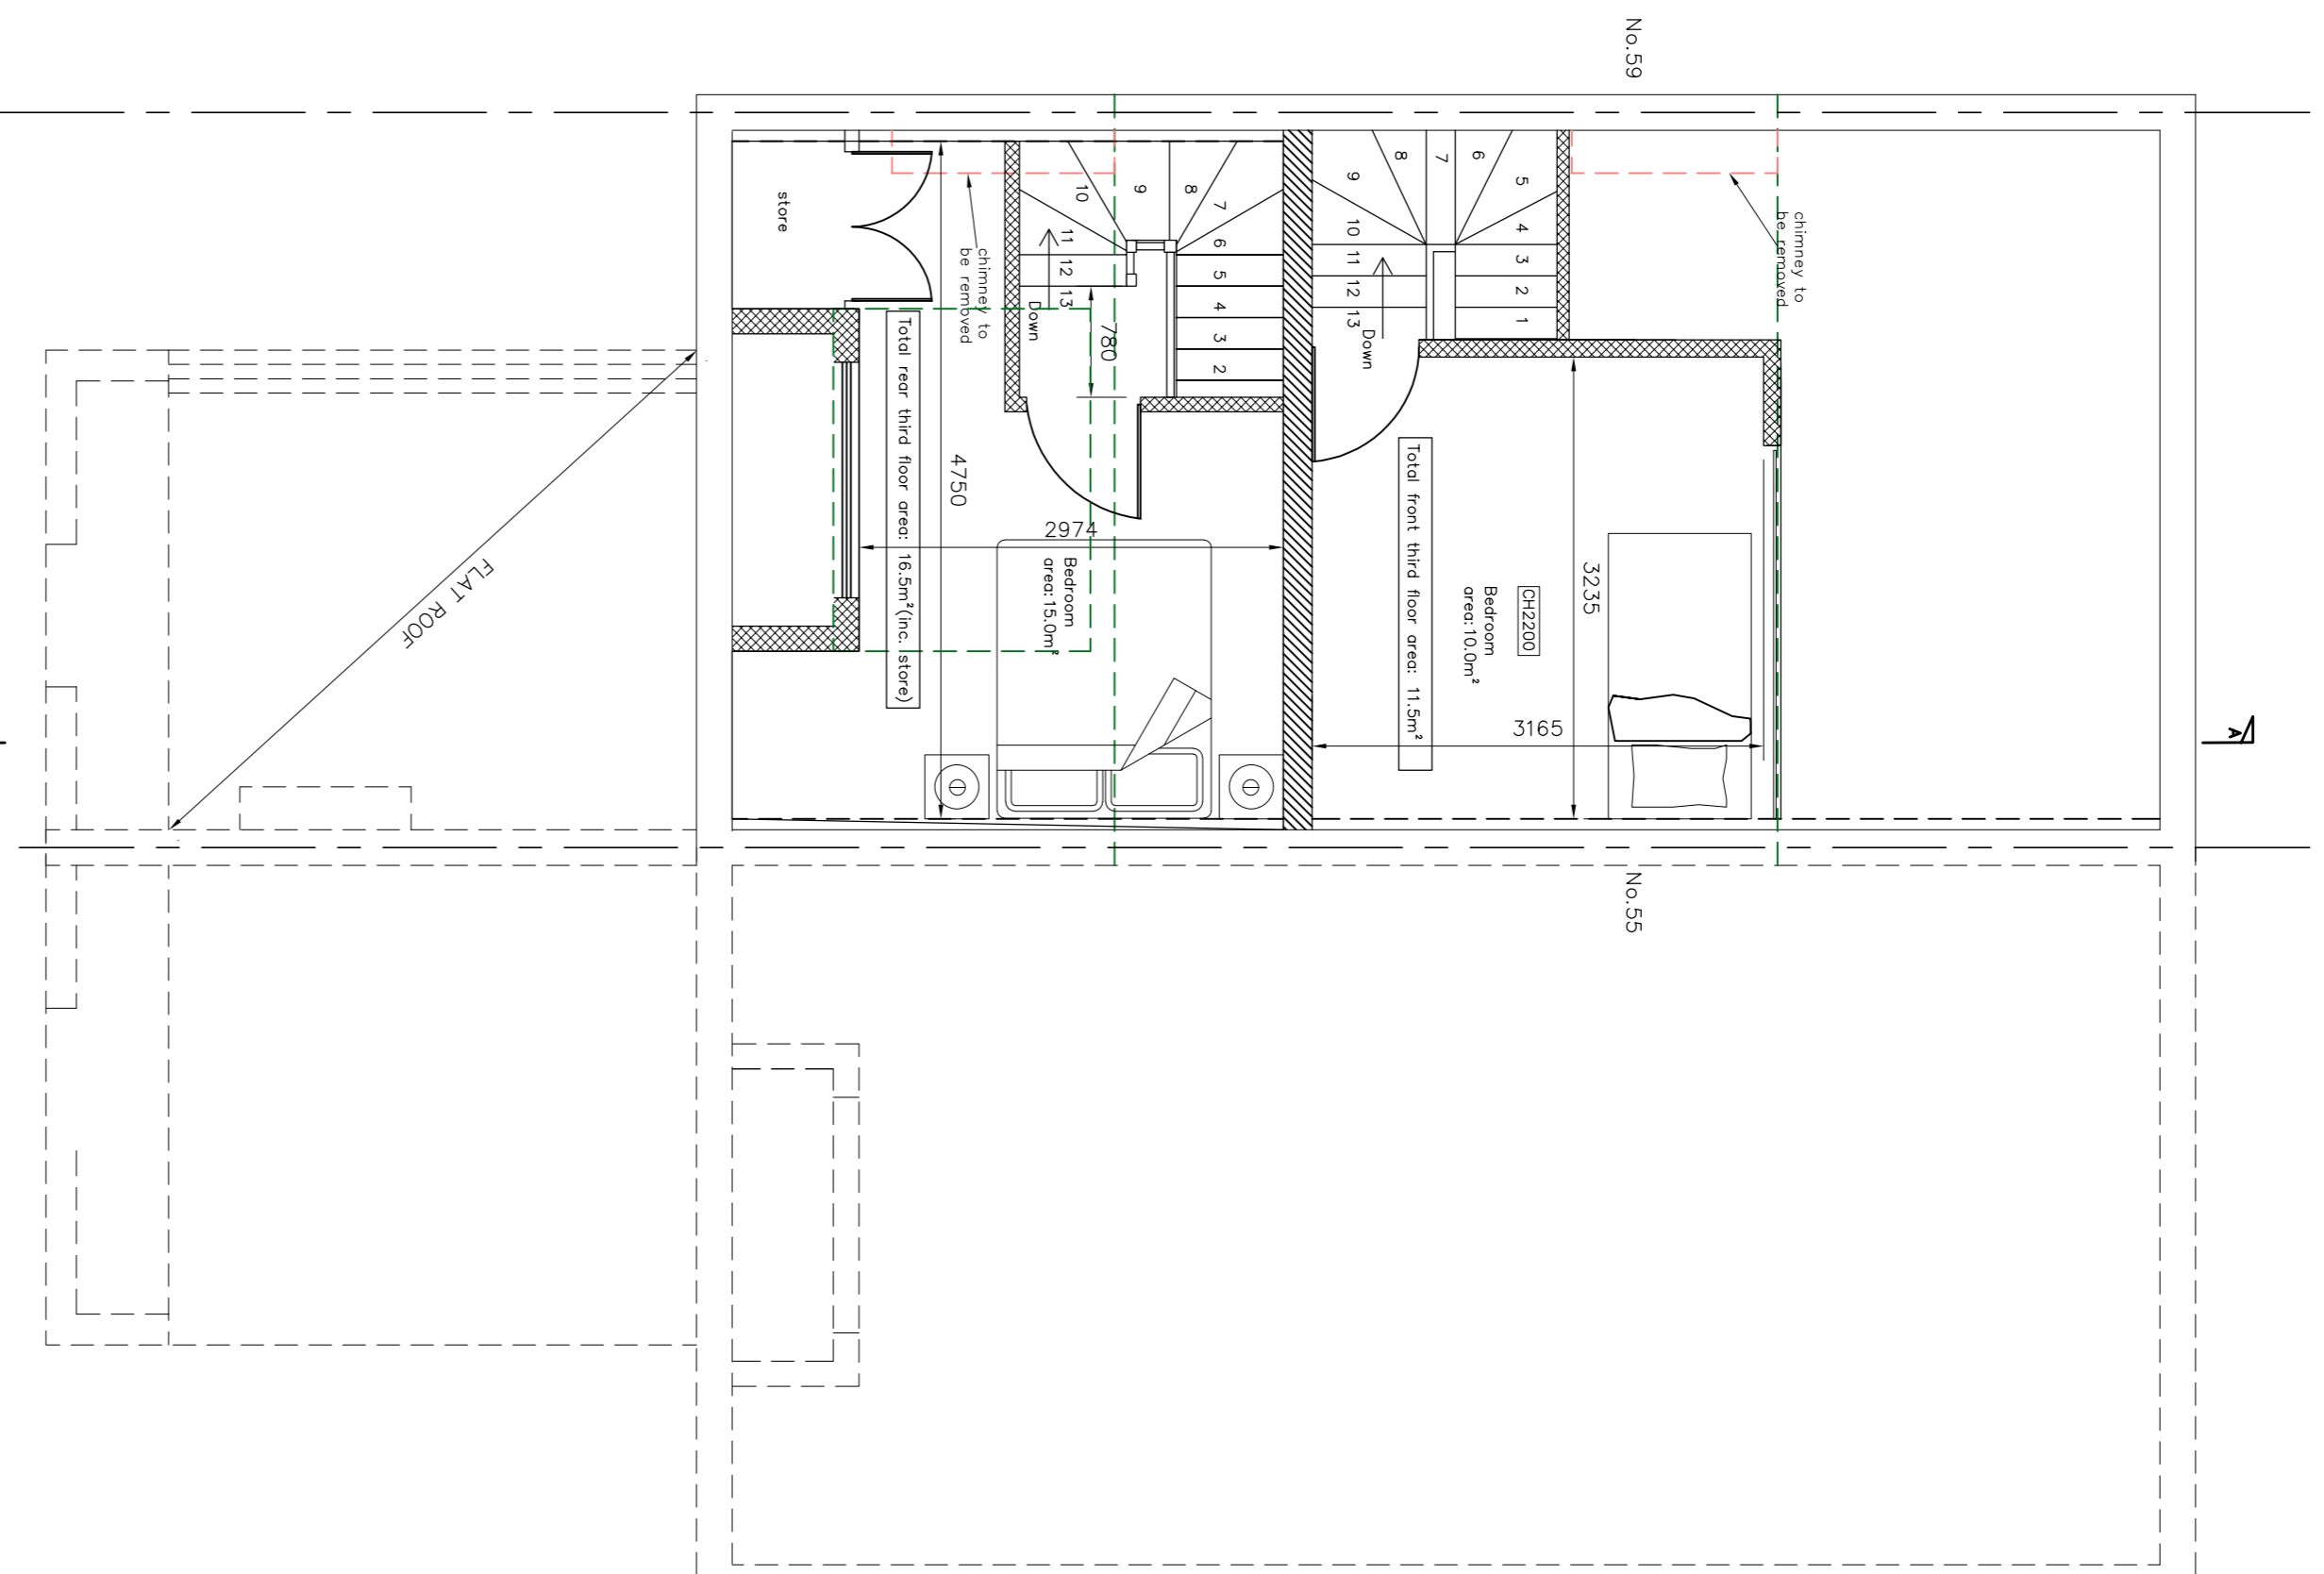 No.59
chimney to
be removed
store
10
9
8
7
11
6
12
5
13
4
3
2
Down
780
chimney to
be removed
9
8
7
6
5
10
4
11
3
12
2
13
1
Down
Total rear third floor area: 16.5m²(inc. store)
4750
2974
Bedroom
area:15.0m²
Total front third floor area: 11.5m²
Bedroom
area:10.0m²
CH2200
3235
3165
FLAT ROOF
A
No.55